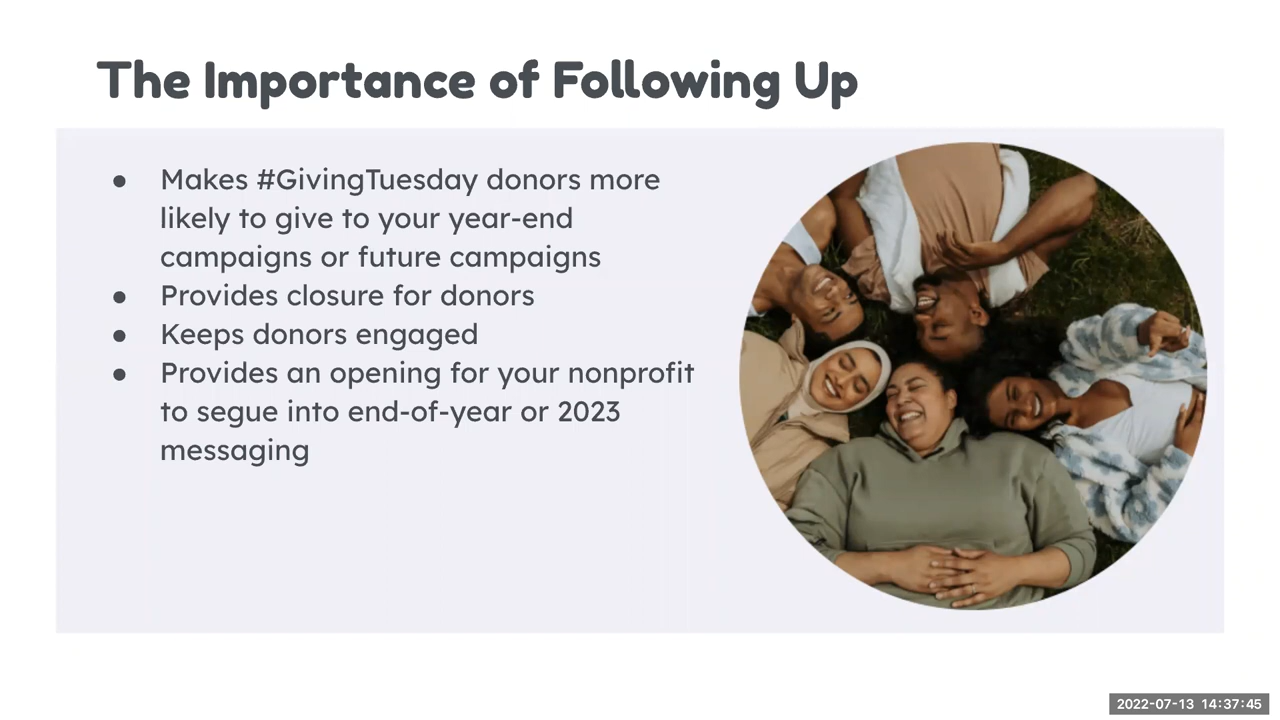 The Importance of Following Up
● Makes #GivingTuesday donors more
likely to give to your year-end
campaigns or future campaigns
● Provides closure for donors
● Keeps donors engaged
● Provides an opening for your nonprofit
to segue into end-of-year or 2023
messaging
2022-07-13 14:37:45